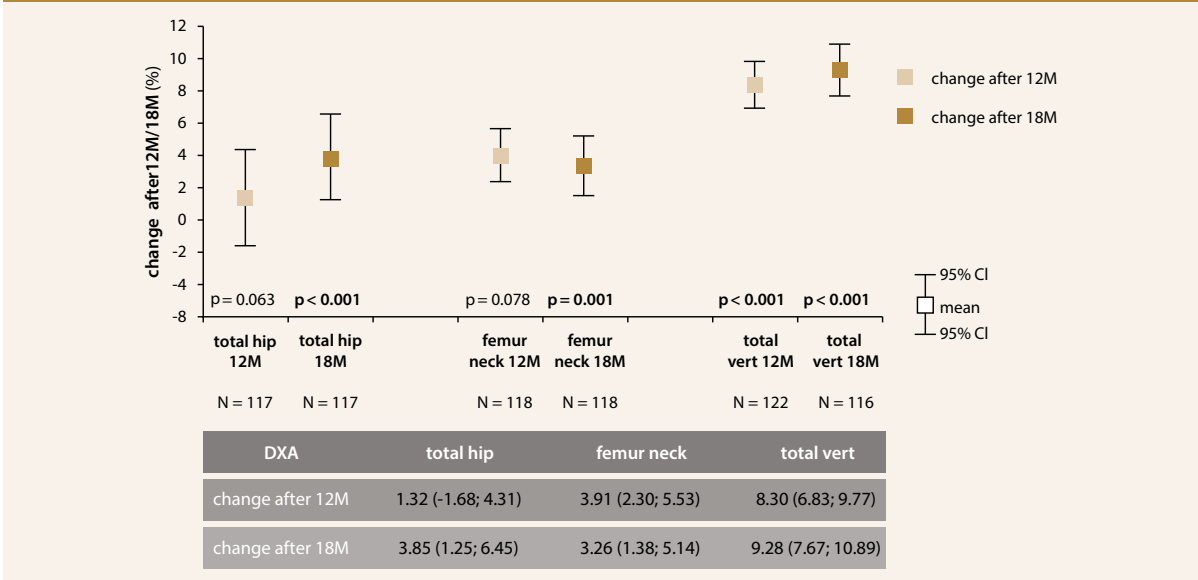 12
10
8
6
4
2
0
-2
-4
-8
change after12M/18M (%)
change after 12M
change after 18M
95% CI
mean
95% CI
p = 0.063 p < 0.001 p = 0.078 p = 0.001 p < 0.001 p < 0.001
total hip total hip femur femur total total
12M 18M neck 12M neck 18M vert 12M vert 18M
N = 117 N = 117 N = 118 N = 118 N = 122 N = 116
DXA total hip femur neck total vert
change after 12M 1.32 (-1.68; 4.31) 3.91 (2.30; 5.53) 8.30 (6.83; 9.77)
change after 18M 3.85 (1.25; 6.45) 3.26 (1.38; 5.14) 9.28 (7.67; 10.89)